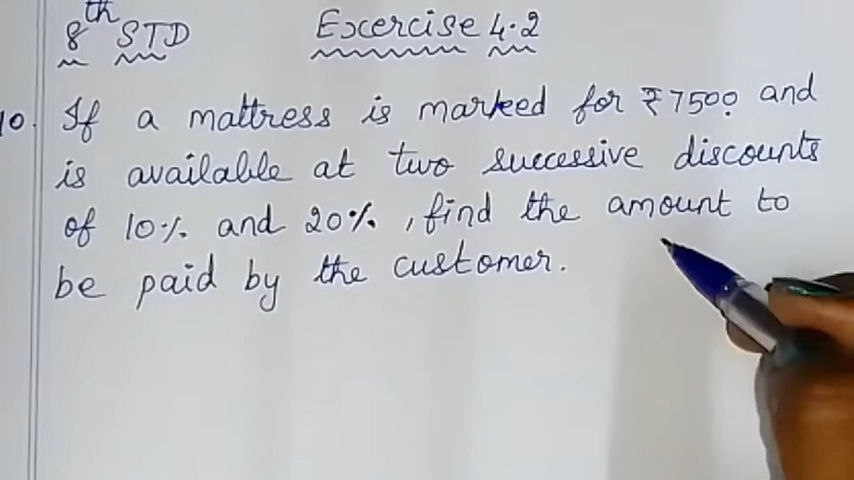 8th STD Exercise 4.2
10. If a mattress is marked for ₹7500 and
is available at two successive discounts
of 10% and 20%, find the amount to
be paid by the customer.